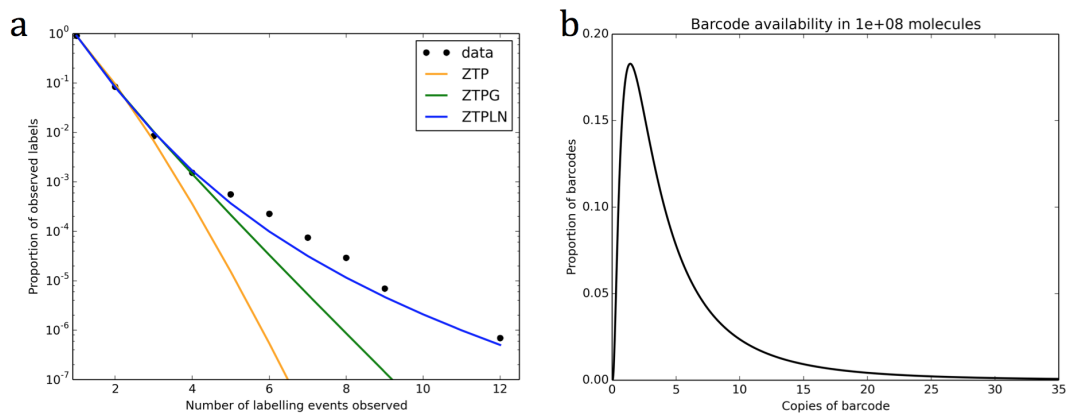 a
10^0
10^-1
10^-2
10^-3
10^-4
10^-5
10^-6
10^-7
Proportion of observed labels
2 4 6 8 10 12
Number of labelling events observed
data
ZTP
ZTPG
ZTPLN
b
Barcode availability in 1e+08 molecules
0.20
0.15
0.10
0.05
0.00
Proportion of barcodes
0 5 10 15 20 25 30 35
Copies of barcode